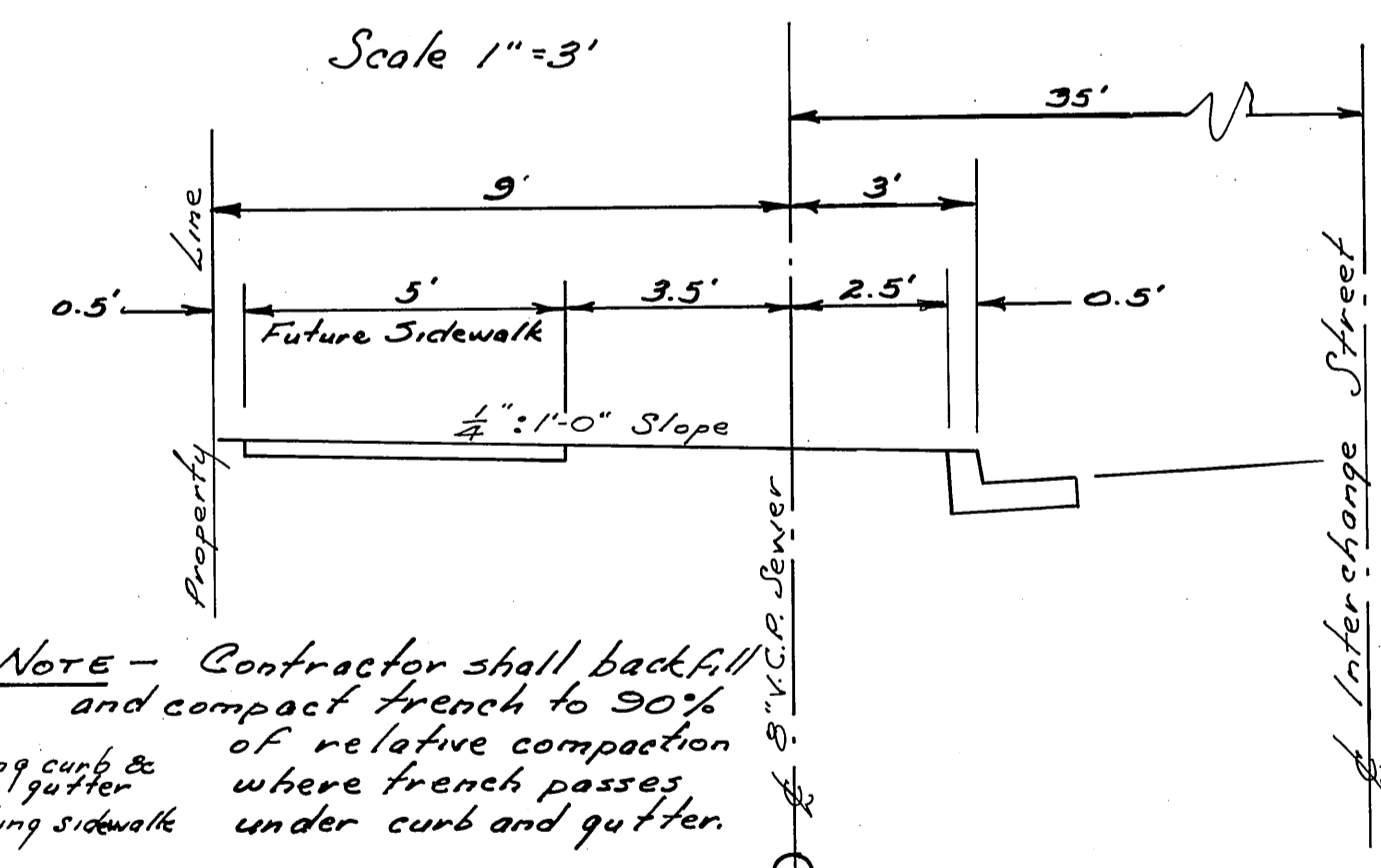 Scale 1"=3'
35'
9'
3'
0.5'
5'
3.5'
2.5'
0.5'
Future Sidewalk
1/4":1'-0" Slope
Property Line
℄ 8" V.C.P. Sewer
℄ Interchange Street
NOTE - Contractor shall backfill
and compact trench to 90%
of relative compaction
where trench passes
under curb and gutter.
ng curb &
gutter
ing sidewalk